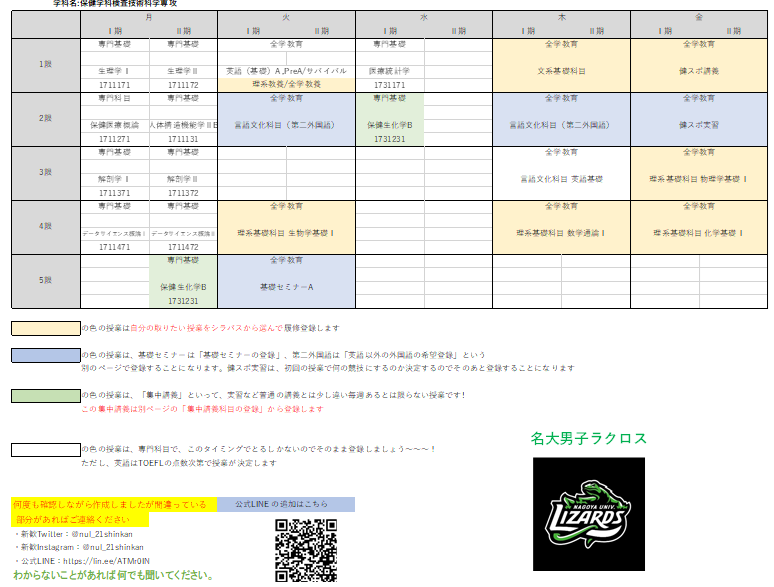 学科名:保健学科検査技術科学専攻
月 火 水 木 金
Ⅰ期 Ⅱ期 Ⅰ期 Ⅱ期 Ⅰ期 Ⅱ期 Ⅰ期 Ⅱ期 Ⅰ期 Ⅱ期
1限
専門基礎 専門基礎 全学教育 専門基礎 全学教育 全学教育
生理学Ⅰ 生理学Ⅱ 英語（基礎）A,PreA/サバイバル 医療統計学 文系基礎科目 健スポ講義
1711171 1711172 理系教養/全学教養 1731171
2限
専門科目 専門基礎 全学教育 専門基礎 全学教育 全学教育
保健医療概論 人体構造機能学ⅡB 言語文化科目（第二外国語） 保健生化学B 言語文化科目（第二外国語） 健スポ実習
1711271 1711131 1731231
3限
専門基礎 専門基礎 全学教育 全学教育
解剖学Ⅰ 解剖学Ⅱ 言語文化科目 英語基礎 理系基礎科目 物理学基礎Ⅰ
1711371 1711372
4限
専門基礎 専門基礎 全学教育 全学教育 全学教育
データサイエンス概論Ⅰ データサイエンス概論Ⅱ 理系基礎科目 生物学基礎Ⅰ 理系基礎科目 数学通論Ⅰ 理系基礎科目 化学基礎Ⅰ
1711471 1711472
5限
専門基礎 全学教育
保健生化学B 基礎セミナーA
1731231
の色の授業は自分の取りたい授業をシラバスから選んで履修登録します
の色の授業は、基礎セミナーは「基礎セミナーの登録」、第二外国語は「英語以外の外国語の希望登録」という
別のページで登録することになります。健スポ実習は、初回の授業で何の競技にするのか決定するのでそのあと登録することになります
の色の授業は、「集中講義」といって、実習など普通の講義とは少し違い毎週あるとは限らない授業です!
この集中講義は別ページの「集中講義科目の登録」から登録します
の色の授業は、専門科目で、このタイミングでとるしかないのでそのまま登録しましょう～～～！
ただし、英語はTOEFLの点数次第で授業が決定します
名大男子ラクロス
NAGOYA UNIV.
LIZARDS
何度も確認しながら作成しましたが間違っている
部分があればご連絡ください
公式LINEの追加はこちら
・新歓Twitter：@nul_21shinkan
・新歓Instagram：@nul_21shinkan
・公式LINE：https://lin.ee/ATMr0IN
わからないことがあれば何でも聞いてください。